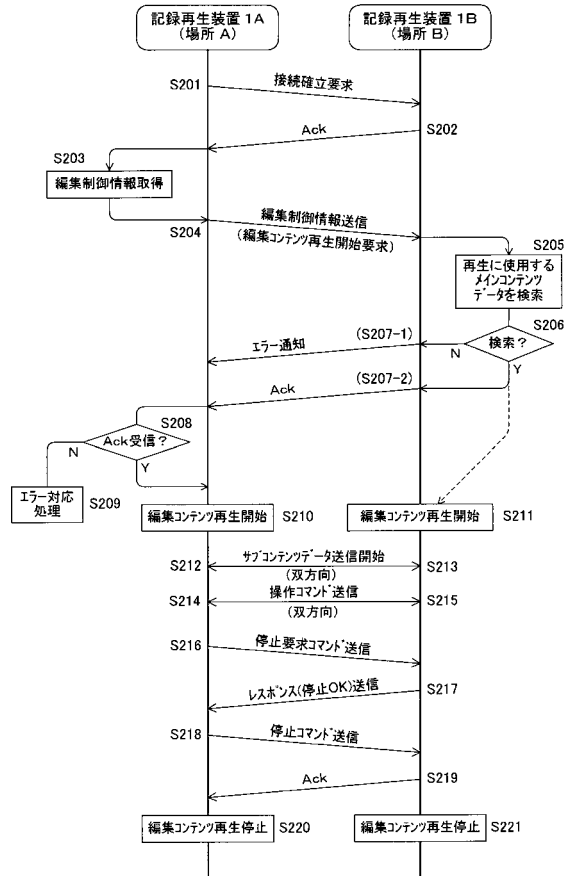 記録再生装置 1A
(場所 A)
記録再生装置 1B
(場所 B)
S201
接続確立要求
Ack
S202
S203
編集制御情報取得
S204
編集制御情報送信
(編集コンテンツ再生開始要求)
S205
再生に使用する
メインコンテンツ
データを検索
S206
検索?
N
Y
(S207-1)
エラー通知
(S207-2)
Ack
S208
Ack受信?
N
Y
エラー対応
処理
S209
編集コンテンツ再生開始
S210
編集コンテンツ再生開始
S211
サブコンテンツデータ送信開始
(双方向)
S212
S213
操作コマンド送信
(双方向)
S214
S215
S216
停止要求コマンド送信
レスポンス(停止OK)送信
S217
S218
停止コマンド送信
Ack
S219
編集コンテンツ再生停止
S220
編集コンテンツ再生停止
S221